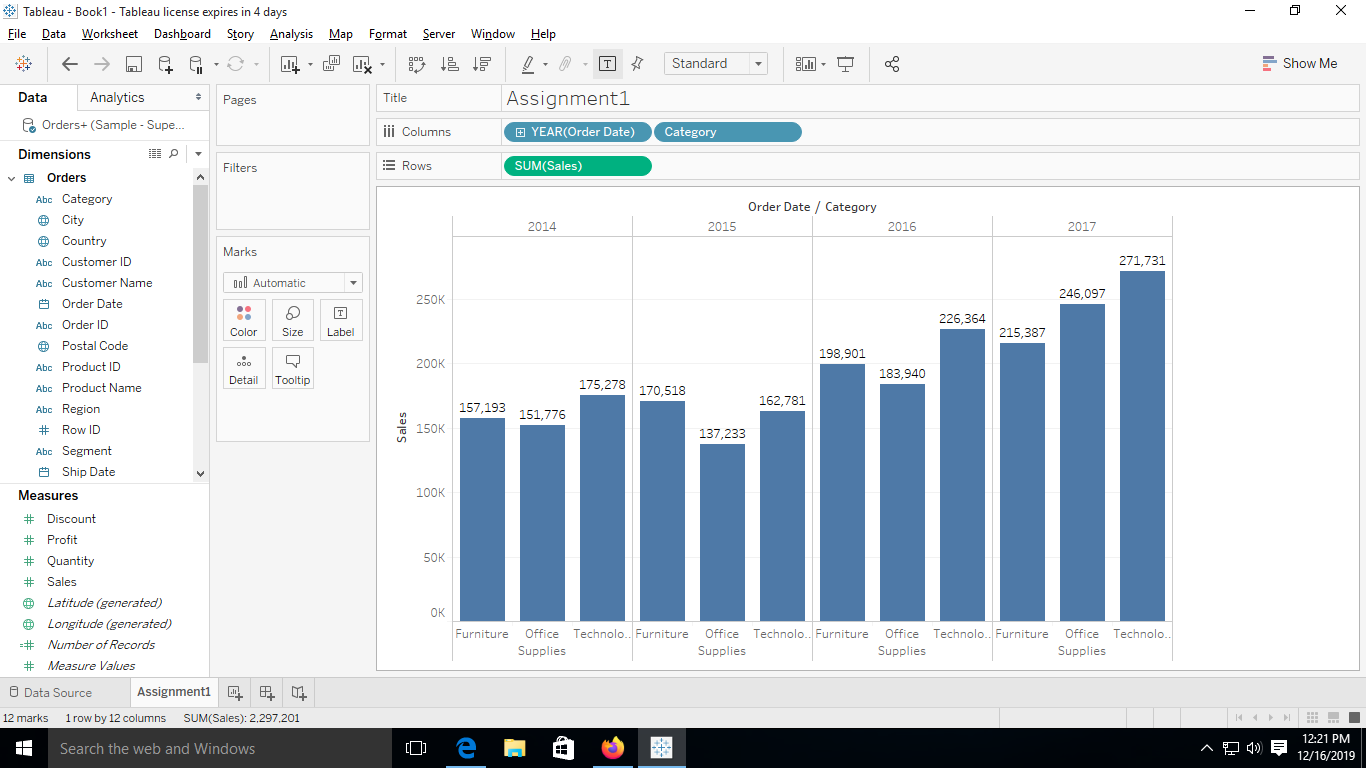 Tableau - Book1 - Tableau license expires in 4 days
File Data Worksheet Dashboard Story Analysis Map Format Server Window Help
Standard
Show Me
Data Analytics
Orders+ (Sample - Supe...
Dimensions
Orders
Abc Category
City
Country
Abc Customer ID
Abc Customer Name
Order Date
Abc Order ID
Postal Code
Abc Product ID
Abc Product Name
Abc Region
Row ID
Abc Segment
Ship Date
Measures
Discount
Profit
Quantity
Sales
Latitude (generated)
Longitude (generated)
Number of Records
Measure Values
Pages
Filters
Marks
Automatic
Color Size Label
Detail Tooltip
Title Assignment1
Columns YEAR(Order Date) Category
Rows SUM(Sales)
Order Date / Category
2014 2015 2016 2017
Sales
250K
200K
150K
100K
50K
0K
157,193 151,776 175,278 170,518 137,233 162,781 198,901 183,940 226,364 215,387 246,097 271,731
Furniture Office Technolo.. Furniture Office Technolo.. Furniture Office Technolo.. Furniture Office Technolo..
Supplies Supplies Supplies Supplies
Data Source Assignment1
12 marks 1 row by 12 columns SUM(Sales): 2,297,201
Search the web and Windows
12:21 PM
12/16/2019